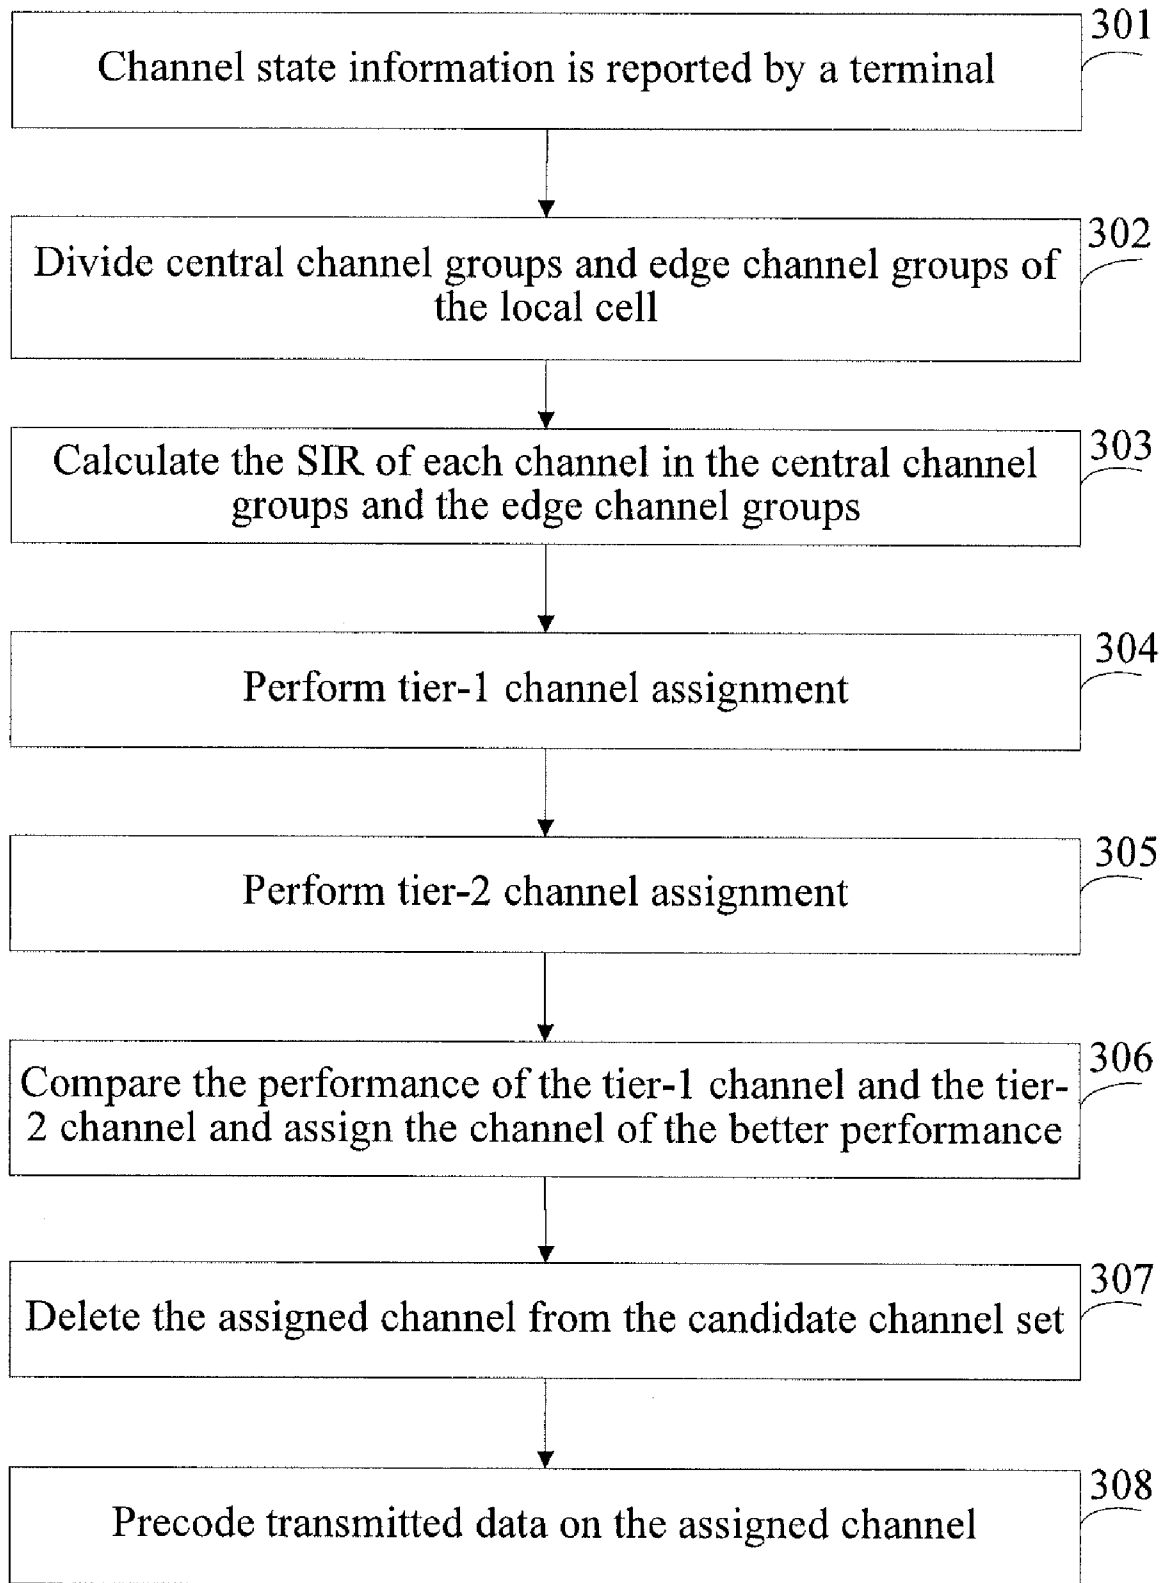 301
Channel state information is reported by a terminal
302
Divide central channel groups and edge channel groups of
the local cell
303
Calculate the SIR of each channel in the central channel
groups and the edge channel groups
304
Perform tier-1 channel assignment
305
Perform tier-2 channel assignment
306
Compare the performance of the tier-1 channel and the tier-
2 channel and assign the channel of the better performance
307
Delete the assigned channel from the candidate channel set
308
Precode transmitted data on the assigned channel